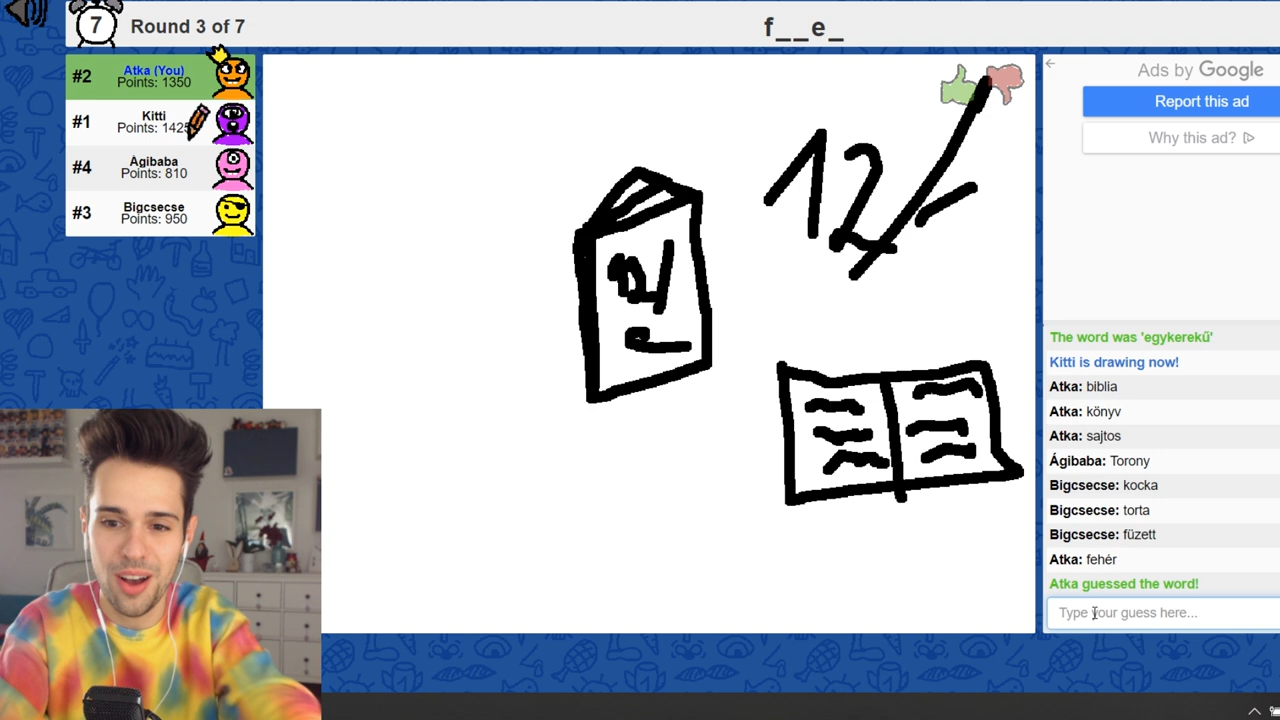 7
Round 3 of 7
f__e_
#2 Atka (You)
Points: 1350
#1 Kitti
Points: 1425
#4 Ágibaba
Points: 810
#3 Bigcsecse
Points: 950
12/
Ads by Google
Report this ad
Why this ad?
The word was 'egykerekű'
Kitti is drawing now!
Atka: biblia
Atka: könyv
Atka: sajtos
Ágibaba: Torony
Bigcsecse: kocka
Bigcsecse: torta
Bigcsecse: füzett
Atka: fehér
Atka guessed the word!
Type your guess here...